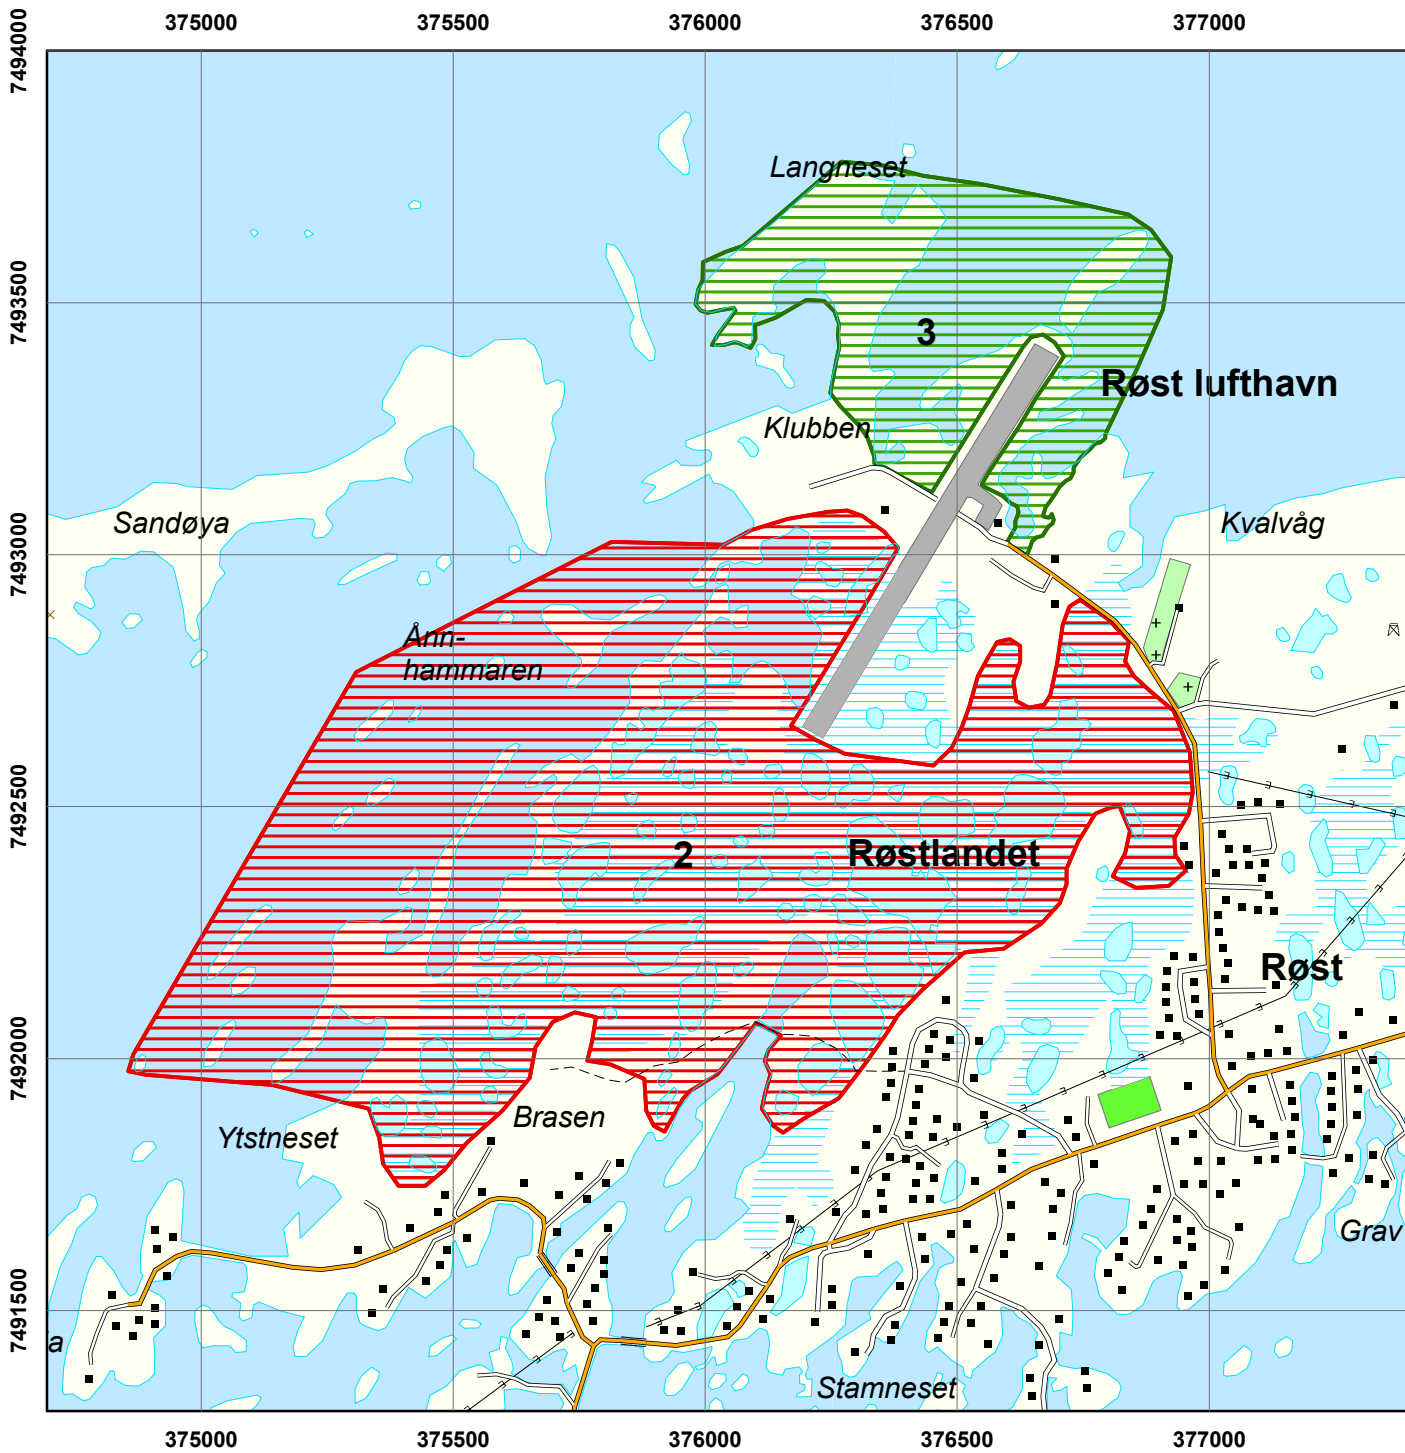 375000 375500 376000 376500 377000
7494000
Langneset
7493500
3
Røst lufthavn
Klubben
Sandøya
Kvalvåg
7493000
Ånn-
hammaren
7492500
2
Røstlandet
Røst
7492000
Brasen
Ytstneset
Grav
7491500
a
Stamneset
375000 375500 376000 376500 377000